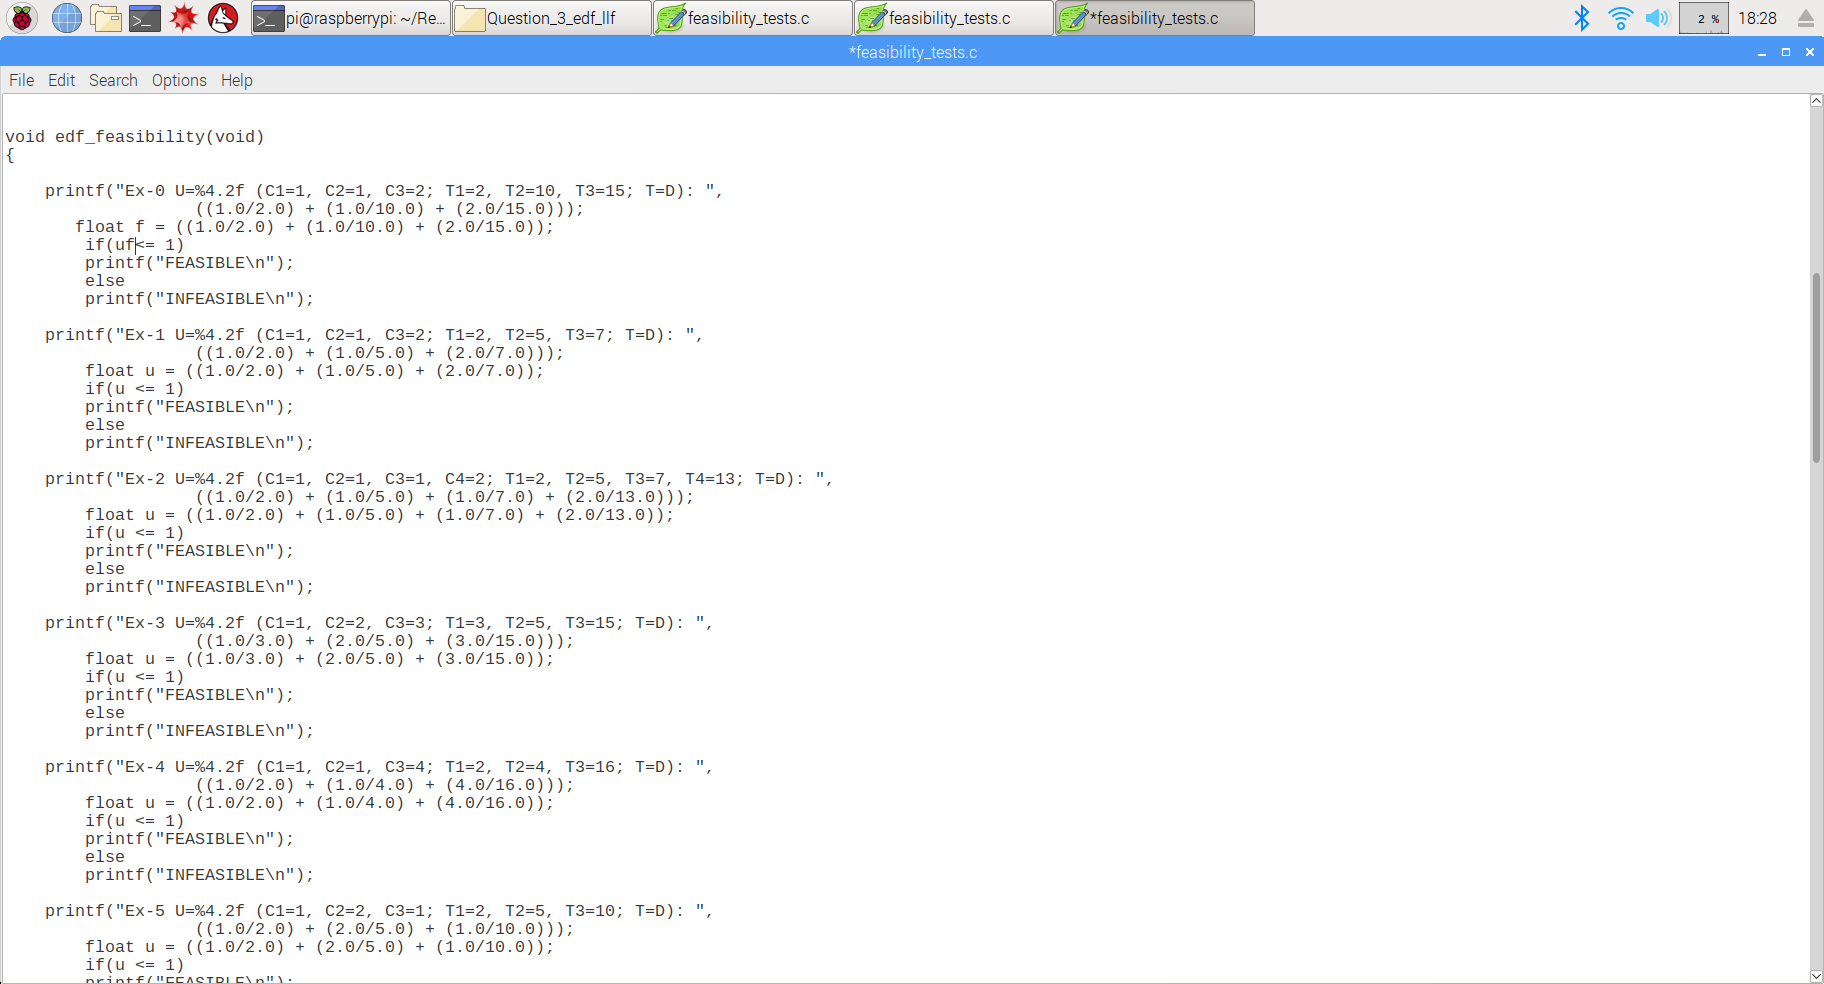 pi@raspberrypi: ~/Re...
Question_3_edf_llf
feasibility_tests.c
feasibility_tests.c
*feasibility_tests.c
2 %
18:28
*feasibility_tests.c
File Edit Search Options Help
void edf_feasibility(void)
{
printf("Ex-0 U=%4.2f (C1=1, C2=1, C3=2; T1=2, T2=10, T3=15; T=D): ",
((1.0/2.0) + (1.0/10.0) + (2.0/15.0)));
float f = ((1.0/2.0) + (1.0/10.0) + (2.0/15.0));
if(uf<= 1)
printf("FEASIBLE\n");
else
printf("INFEASIBLE\n");
printf("Ex-1 U=%4.2f (C1=1, C2=1, C3=2; T1=2, T2=5, T3=7; T=D): ",
((1.0/2.0) + (1.0/5.0) + (2.0/7.0)));
float u = ((1.0/2.0) + (1.0/5.0) + (2.0/7.0));
if(u <= 1)
printf("FEASIBLE\n");
else
printf("INFEASIBLE\n");
printf("Ex-2 U=%4.2f (C1=1, C2=1, C3=1, C4=2; T1=2, T2=5, T3=7, T4=13; T=D): ",
((1.0/2.0) + (1.0/5.0) + (1.0/7.0) + (2.0/13.0)));
float u = ((1.0/2.0) + (1.0/5.0) + (1.0/7.0) + (2.0/13.0));
if(u <= 1)
printf("FEASIBLE\n");
else
printf("INFEASIBLE\n");
printf("Ex-3 U=%4.2f (C1=1, C2=2, C3=3; T1=3, T2=5, T3=15; T=D): ",
((1.0/3.0) + (2.0/5.0) + (3.0/15.0)));
float u = ((1.0/3.0) + (2.0/5.0) + (3.0/15.0));
if(u <= 1)
printf("FEASIBLE\n");
else
printf("INFEASIBLE\n");
printf("Ex-4 U=%4.2f (C1=1, C2=1, C3=4; T1=2, T2=4, T3=16; T=D): ",
((1.0/2.0) + (1.0/4.0) + (4.0/16.0)));
float u = ((1.0/2.0) + (1.0/4.0) + (4.0/16.0));
if(u <= 1)
printf("FEASIBLE\n");
else
printf("INFEASIBLE\n");
printf("Ex-5 U=%4.2f (C1=1, C2=2, C3=1; T1=2, T2=5, T3=10; T=D): ",
((1.0/2.0) + (2.0/5.0) + (1.0/10.0)));
float u = ((1.0/2.0) + (2.0/5.0) + (1.0/10.0));
if(u <= 1)
printf("FEASIBLE\n");